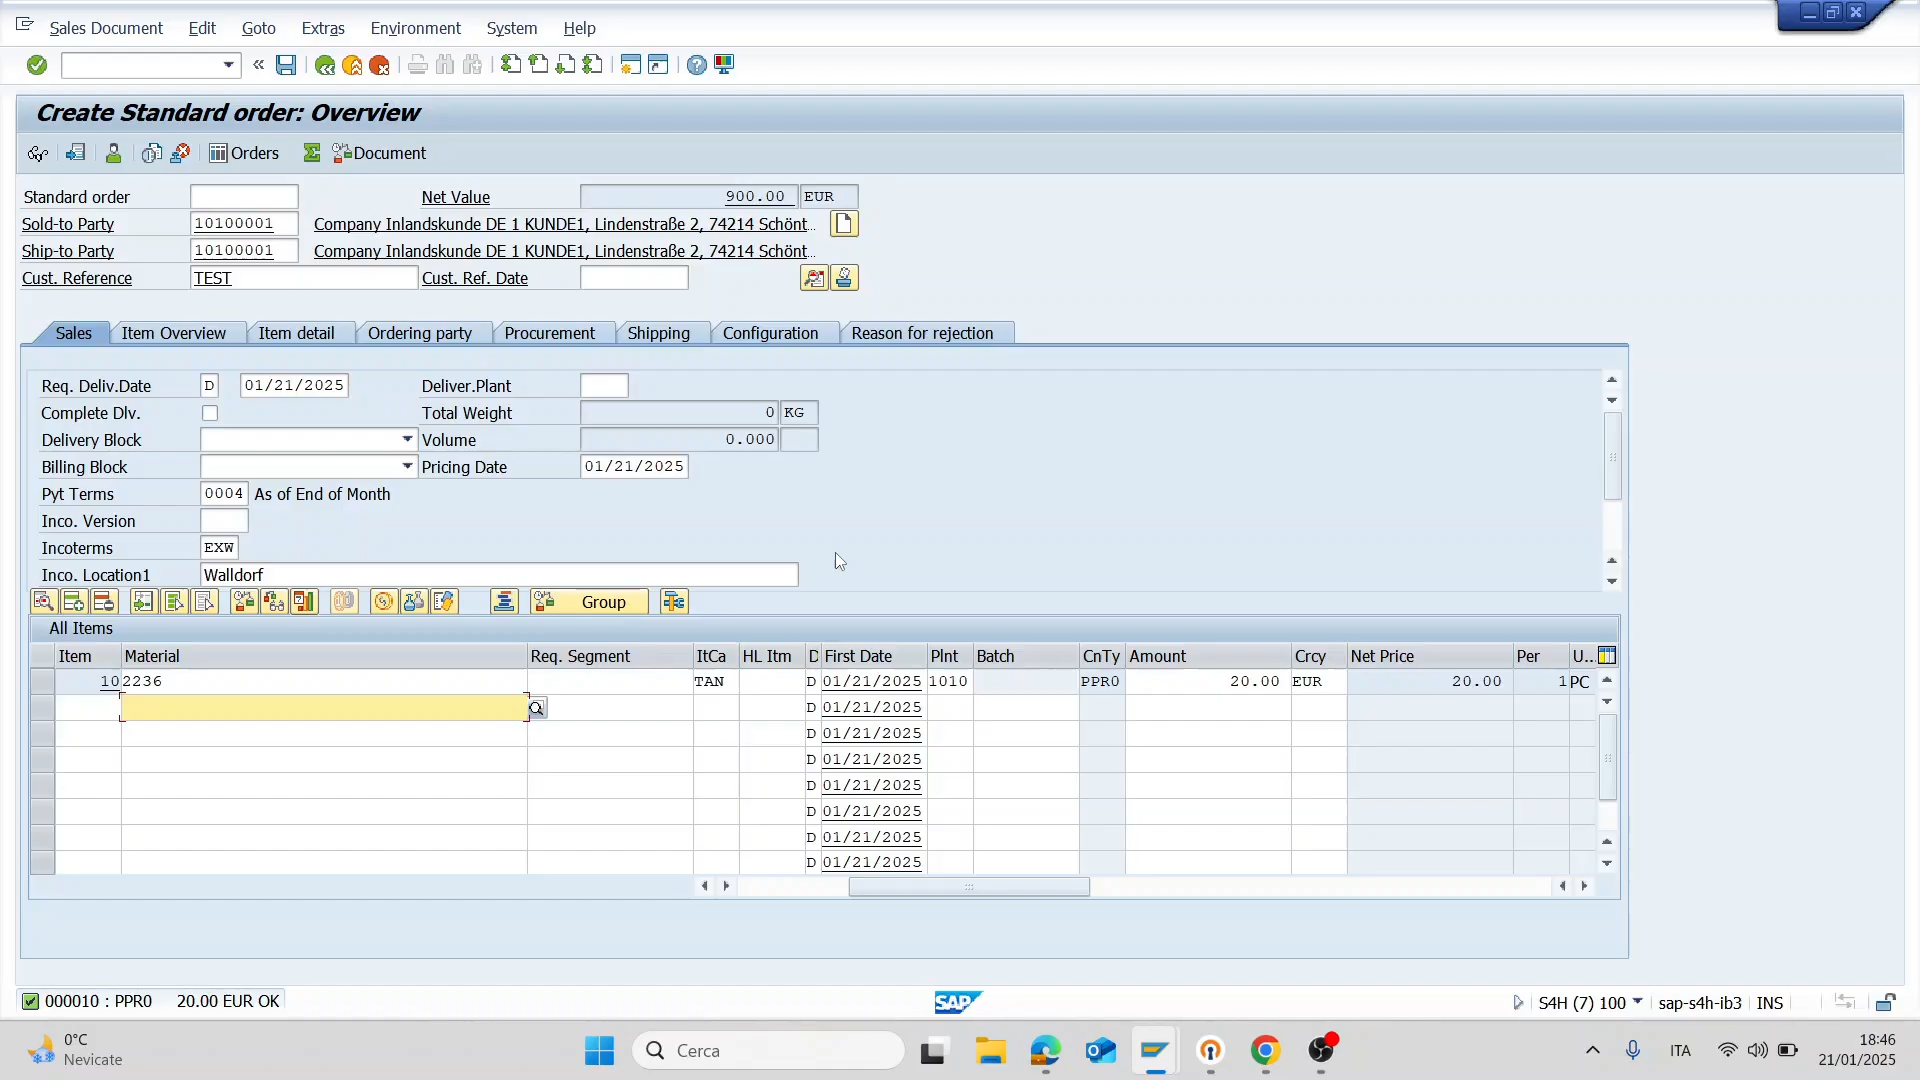 Sales Document Edit Goto Extras Environment System Help
Create Standard order: Overview
Orders Document
Standard order Net Value 900.00 EUR
Sold-to Party 10100001 Company Inlandskunde DE 1 KUNDE1, Lindenstraße 2, 74214 Schönt...
Ship-to Party 10100001 Company Inlandskunde DE 1 KUNDE1, Lindenstraße 2, 74214 Schönt...
Cust. Reference TEST Cust. Ref. Date
Sales Item Overview Item detail Ordering party Procurement Shipping Configuration Reason for rejection
Req. Deliv.Date D 01/21/2025 Deliver.Plant
Complete Dlv. Total Weight 0 KG
Delivery Block Volume 0.000
Billing Block Pricing Date 01/21/2025
Pyt Terms 0004 As of End of Month
Inco. Version
Incoterms EXW
Inco. Location1 Walldorf
Group
All Items
Item Material Req. Segment ItCa HL Itm D First Date Plnt Batch CnTy Amount Crcy Net Price Per U...
10 2236 TAN D 01/21/2025 1010 PPR0 20.00 EUR 20.00 1 PC
D 01/21/2025
D 01/21/2025
D 01/21/2025
D 01/21/2025
D 01/21/2025
D 01/21/2025
D 01/21/2025
000010 : PPR0 20.00 EUR OK SAP S4H (7) 100 sap-s4h-ib3 INS
0°C
Nevicate
Cerca
ITA
18:46
21/01/2025